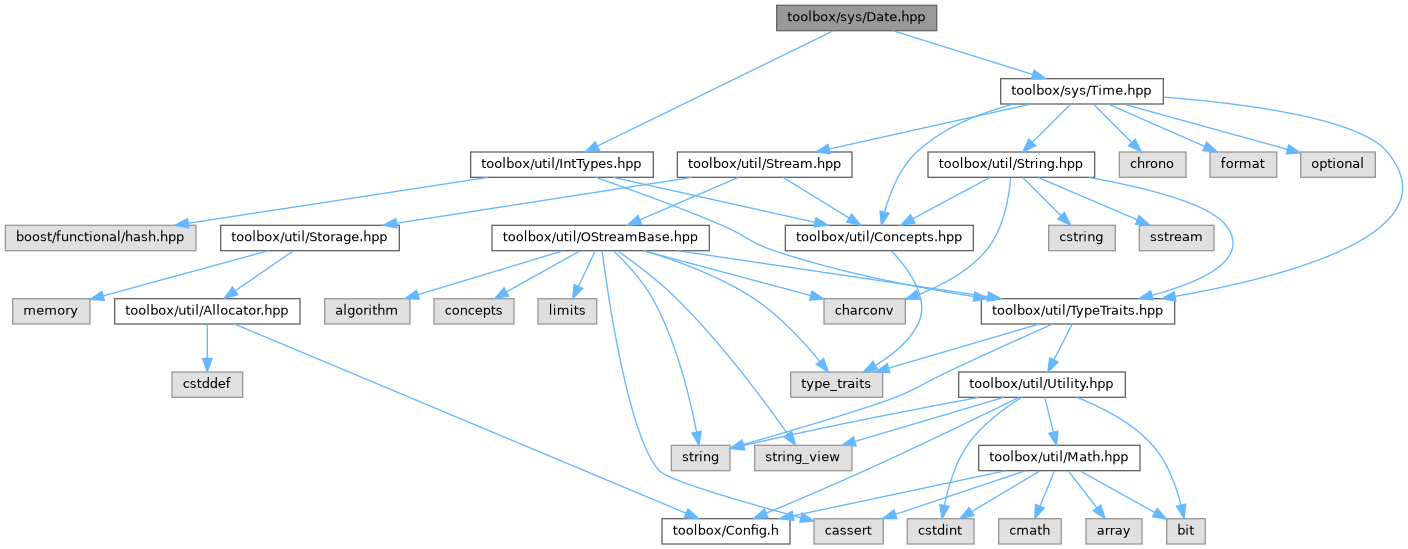 toolbox/sys/Date.hpp
toolbox/sys/Time.hpp
toolbox/util/IntTypes.hpp
toolbox/util/Stream.hpp
toolbox/util/String.hpp
chrono
format
optional
boost/functional/hash.hpp
toolbox/util/Storage.hpp
toolbox/util/OStreamBase.hpp
toolbox/util/Concepts.hpp
cstring
sstream
memory
toolbox/util/Allocator.hpp
algorithm
concepts
limits
charconv
toolbox/util/TypeTraits.hpp
cstddef
type_traits
toolbox/util/Utility.hpp
string
string_view
toolbox/util/Math.hpp
toolbox/Config.h
cassert
cstdint
cmath
array
bit